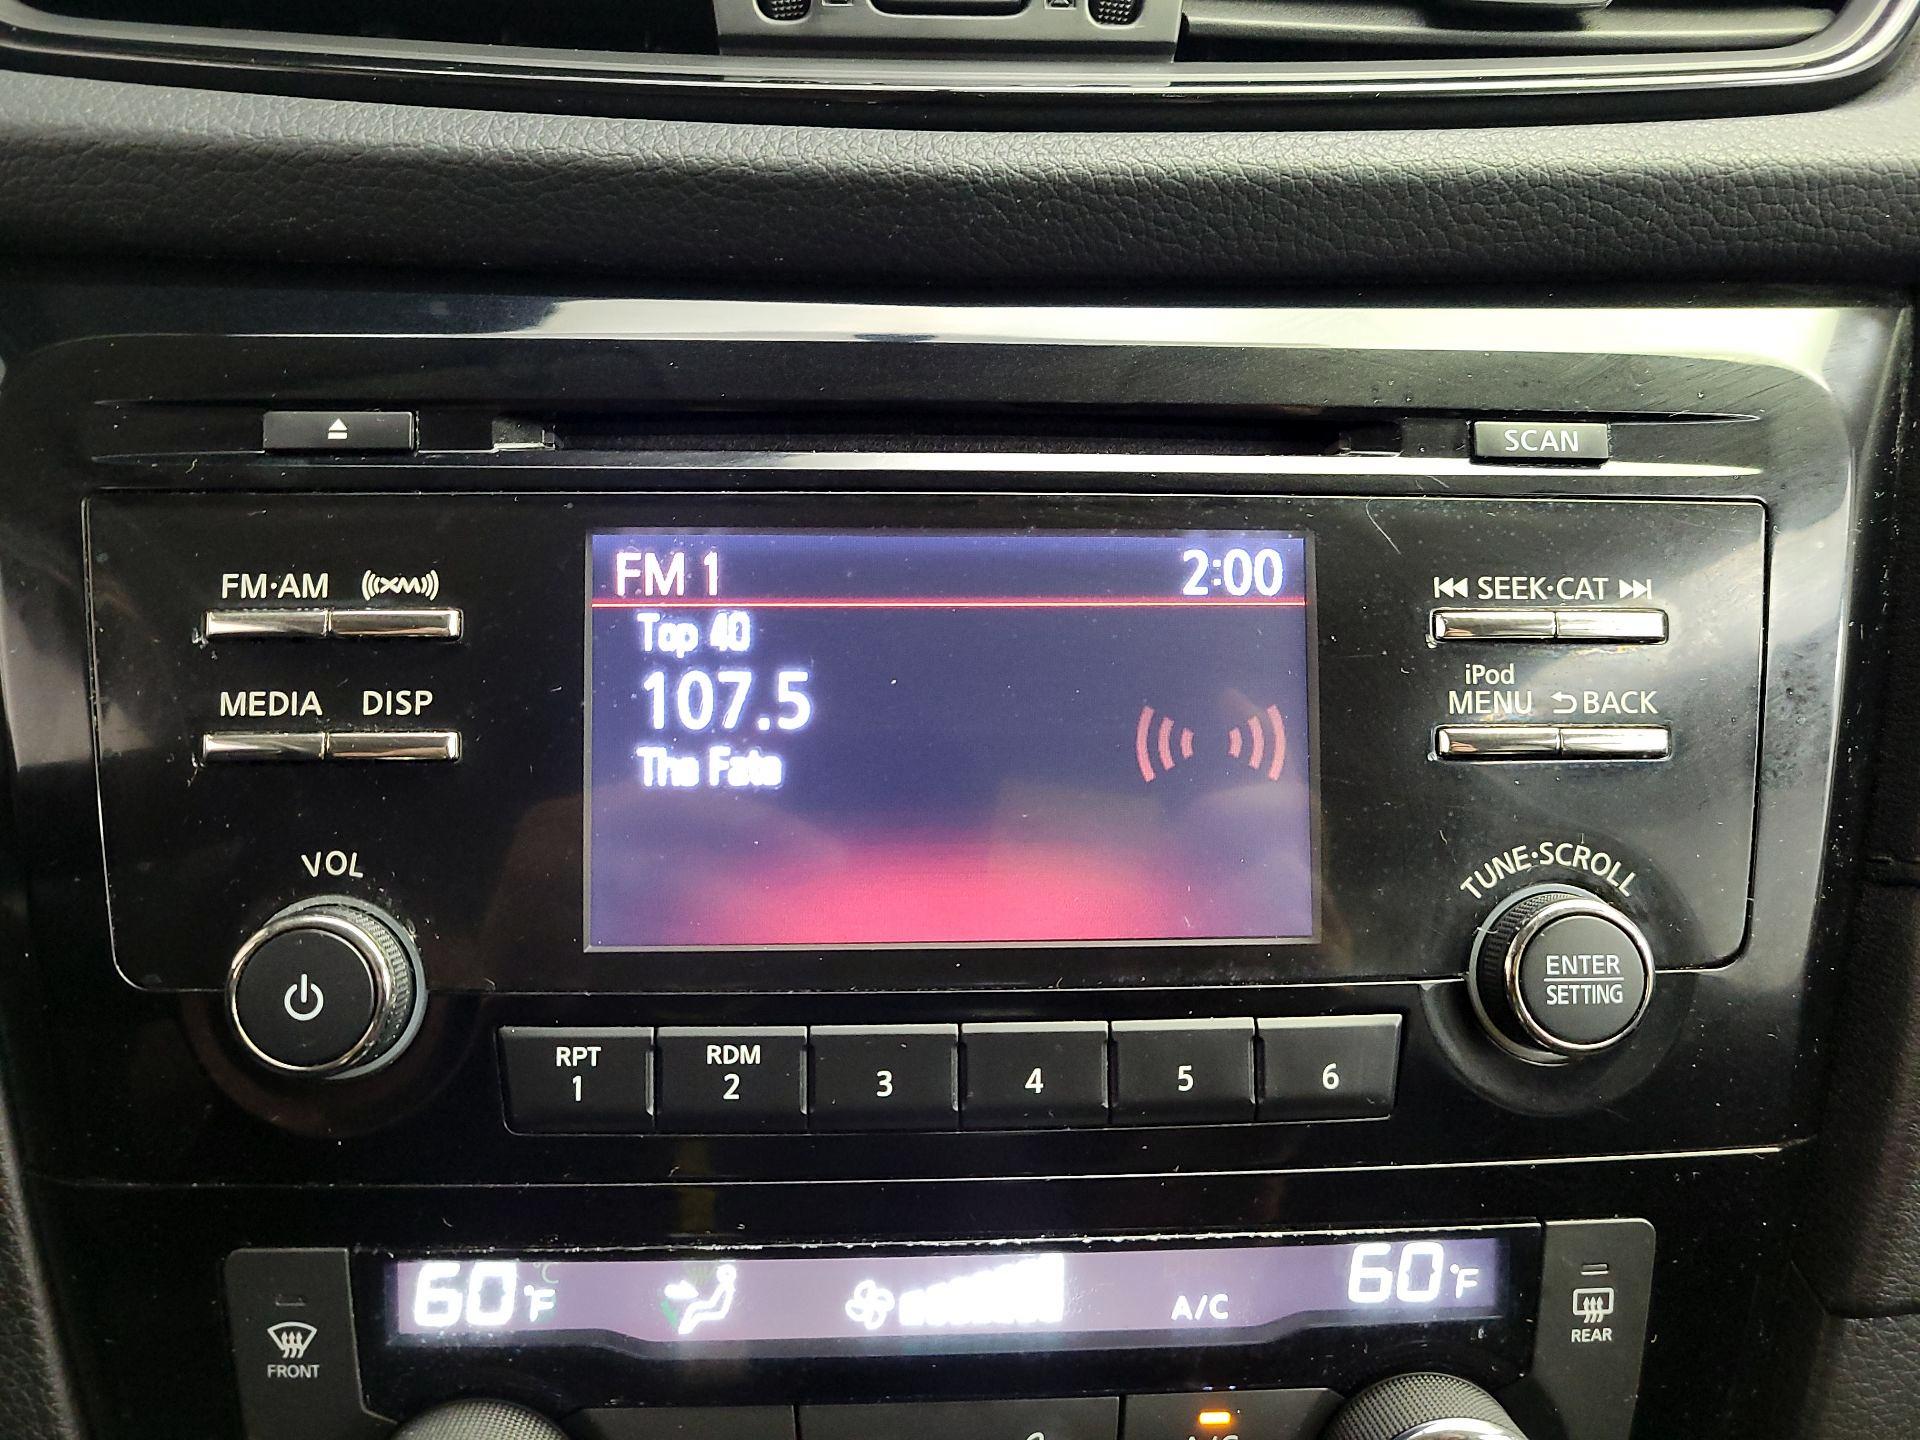 SCAN
FM·AM XM
SEEK·CAT
MEDIA DISP
iPod
MENU BACK
FM 1 2:00
Top 40
107.5
The Fate
VOL
TUNE·SCROLL
ENTER
SETTING
RPT
1
RDM
2
3
4
5
6
60°F
A/C
60°F
FRONT
REAR
A/C